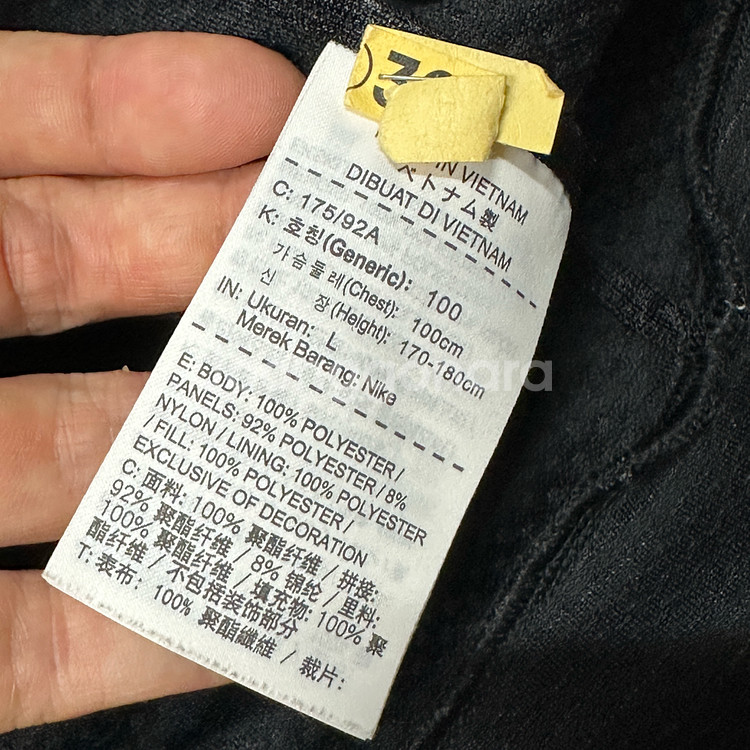 IN VIETNAM
ベトナム製
DIBUAT DI VIETNAM
C: 175/92A
K: 호칭(Generic): 100
가슴둘레(Chest): 100cm
신 장(Height): 170-180cm
IN: Ukuran: L
Merek Barang: Nike
E: BODY: 100% POLYESTER /
PANELS: 92% POLYESTER / 8%
NYLON / LINING: 100% POLYESTER
/ FILL: 100% POLYESTER /
EXCLUSIVE OF DECORATION
C: 面料: 100% 聚酯纤维 / 拼接:
92% 聚酯纤维 / 8% 锦纶 / 里料:
100% 聚酯纤维 / 填充物: 100% 聚
酯纤维 / 不包括装饰部分
T: 表布: 100% 聚酯纖維 / 裁片: